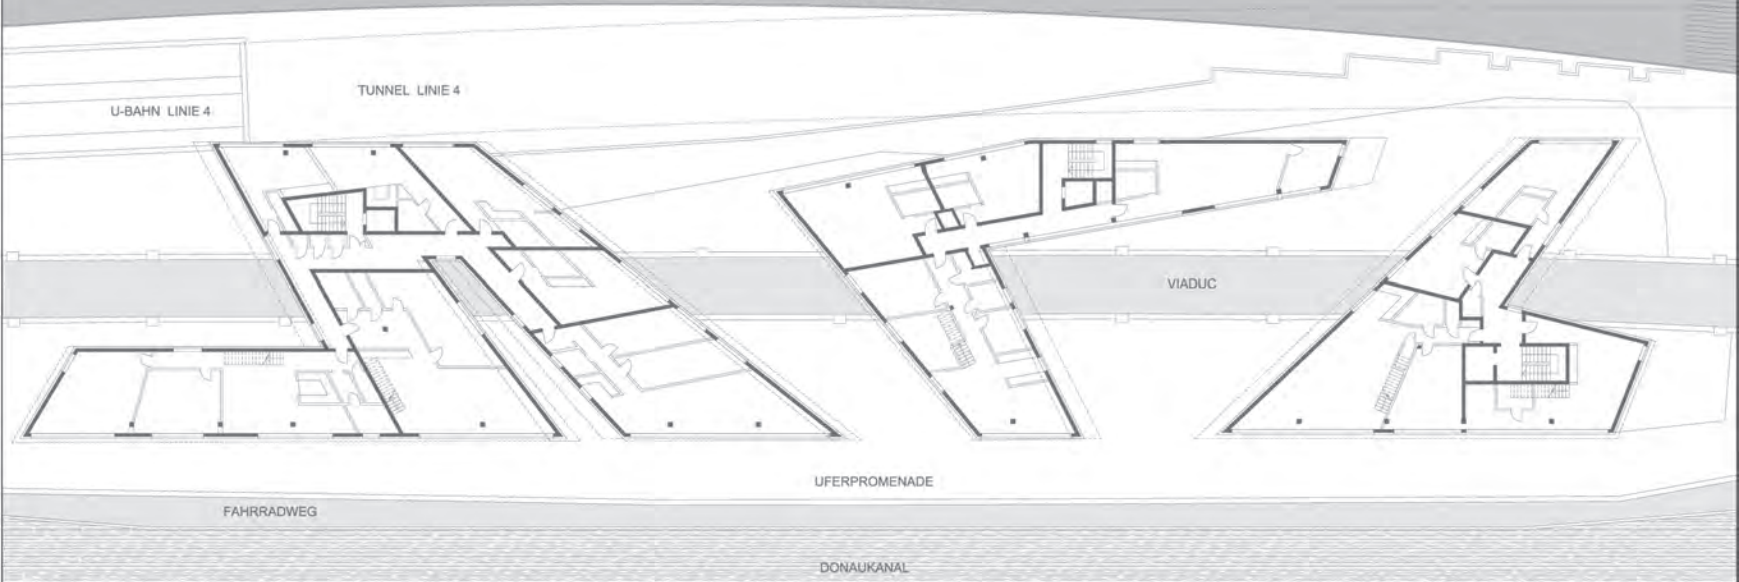 TUNNEL LINIE 4
U-BAHN LINIE 4
VIADUC
UFERPROMENADE
FAHRRADWEG
DONAUKANAL